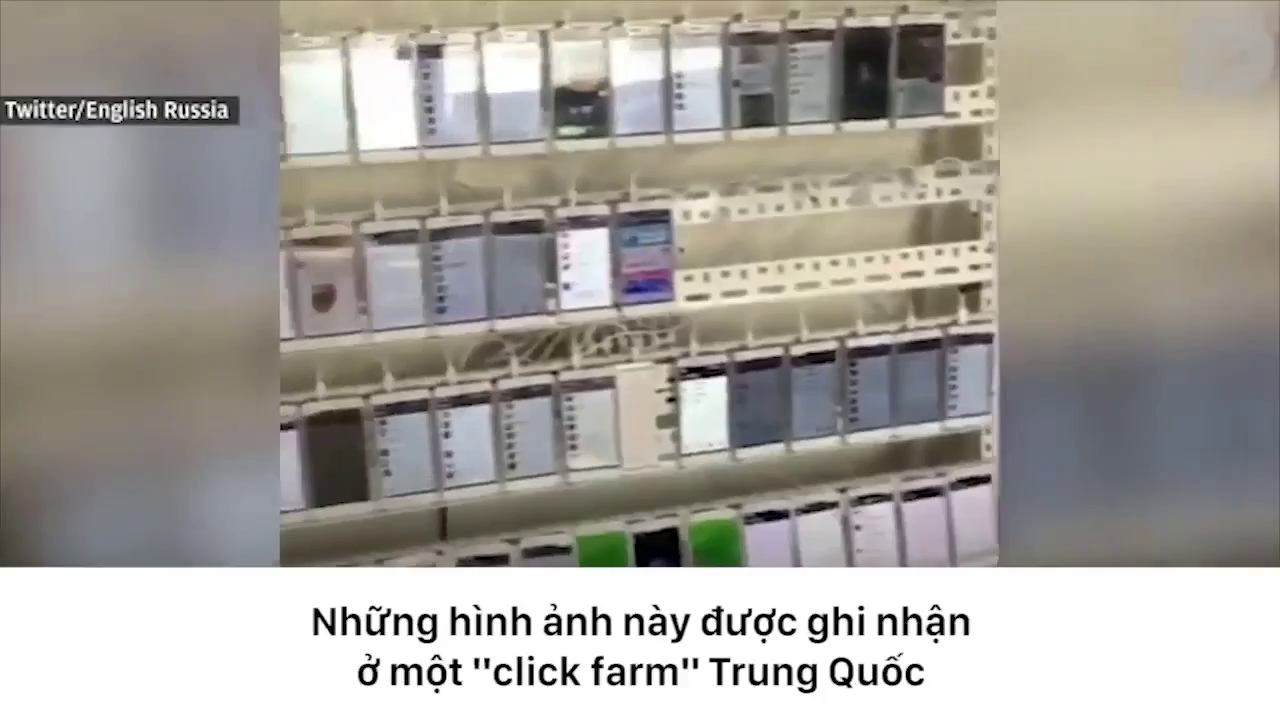 Twitter/English Russia
Những hình ảnh này được ghi nhận
ở một "click farm" Trung Quốc